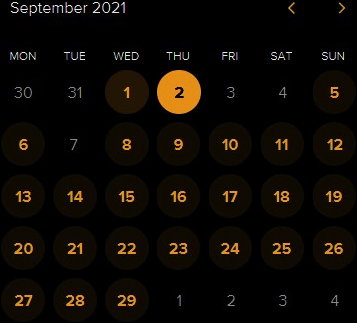 September 2021
MON TUE WED THU FRI SAT SUN
30 31 1 2 3 4 5
6 7 8 9 10 11 12
13 14 15 16 17 18 19
20 21 22 23 24 25 26
27 28 29 1 2 3 4